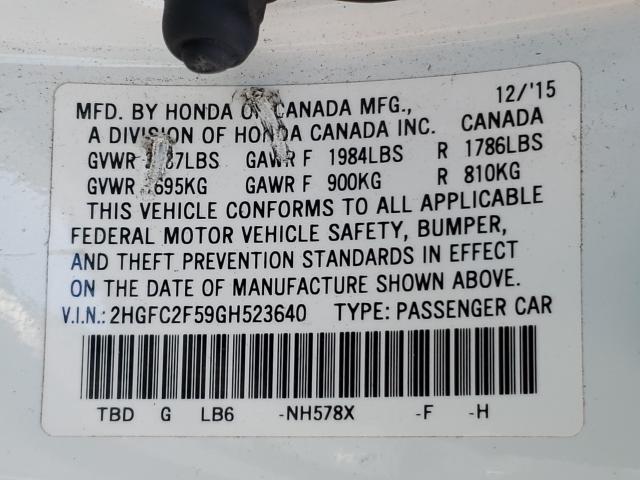 12/'15
MFD. BY HONDA OF CANADA MFG.,
A DIVISION OF HONDA CANADA INC. CANADA
GVWR 87LBS GAWR F 1984LBS R 1786LBS
GVWR 695KG GAWR F 900KG R 810KG
THIS VEHICLE CONFORMS TO ALL APPLICABLE
FEDERAL MOTOR VEHICLE SAFETY, BUMPER,
AND THEFT PREVENTION STANDARDS IN EFFECT
ON THE DATE OF MANUFACTURE SHOWN ABOVE.
V.I.N.: 2HGFC2F59GH523640 TYPE: PASSENGER CAR
TBD G LB6 -NH578X -F -H